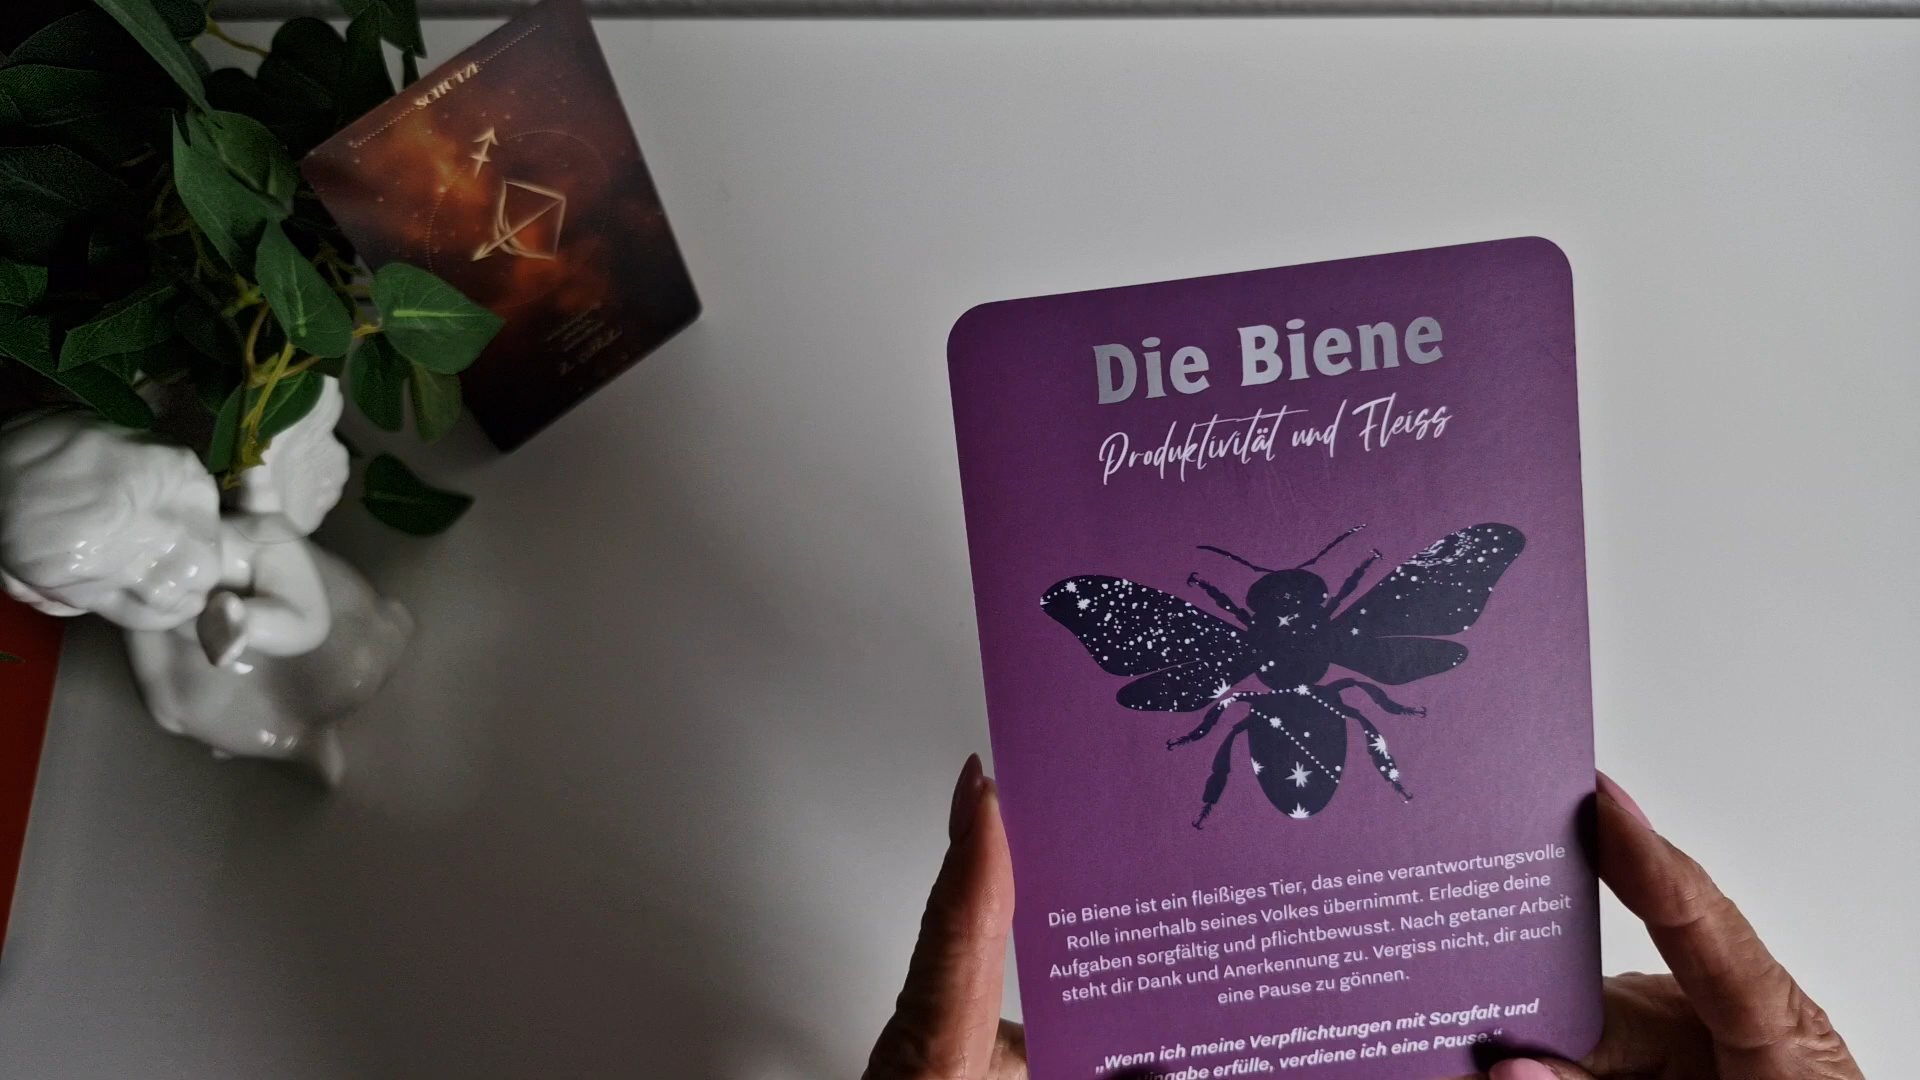 SCHÜTZE
Die Biene
Produktivität und Fleiss
Die Biene ist ein fleißiges Tier, das eine verantwortungsvolle
Rolle innerhalb seines Volkes übernimmt. Erledige deine
Aufgaben sorgfältig und pflichtbewusst. Nach getaner Arbeit
steht dir Dank und Anerkennung zu. Vergiss nicht, dir auch
eine Pause zu gönnen.
„Wenn ich meine Verpflichtungen mit Sorgfalt und
erfülle, verdiene ich eine Pause.“